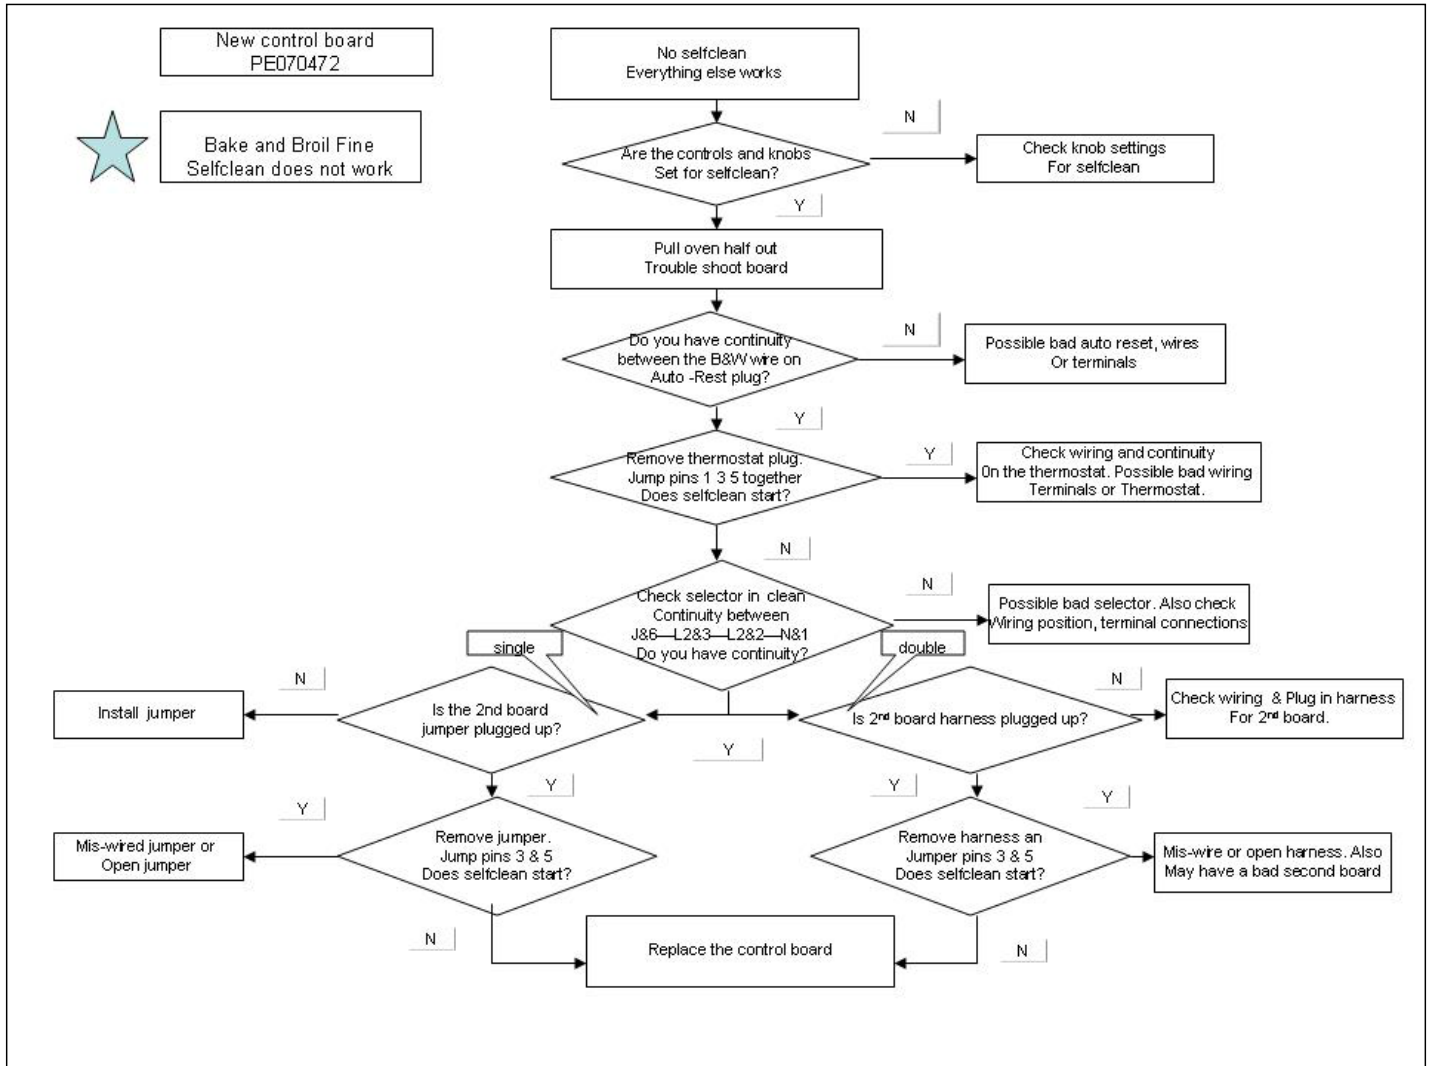 New control board
PE070472
Bake and Broil Fine
Selfclean does not work
No selfclean
Everything else works
N
Are the controls and knobs
Set for selfclean?
Check knob settings
For selfclean
Y
Pull oven half out
Trouble shoot board
N
Do you have continuity
between the B&W wire on
Auto -Rest plug?
Possible bad auto reset, wires
Or terminals
Y
Remove thermostat plug.
Jump pins 1 3 5 together
Does selfclean start?
Y
Check wiring and continuity
0n the thermostat. Possible bad wiring
Terminals or Thermostat.
N
Check selector in clean
Continuity between
J&6—L2&3—L2&2—N&1
Do you have continuity?
N
Possible bad selector. Also check
Wiring position, terminal connections
single
double
N
Install jumper
Is the 2nd board
jumper plugged up?
Y
Is 2nd board harness plugged up?
N
Check wiring & Plug in harness
For 2nd board.
Y
Y
Y
Y
Mis-wired jumper or
Open jumper
Remove jumper.
Jump pins 3 & 5
Does selfclean start?
Remove harness an
Jumper pins 3 & 5
Does selfclean start?
Mis-wire or open harness. Also
May have a bad second board
N
Replace the control board
N